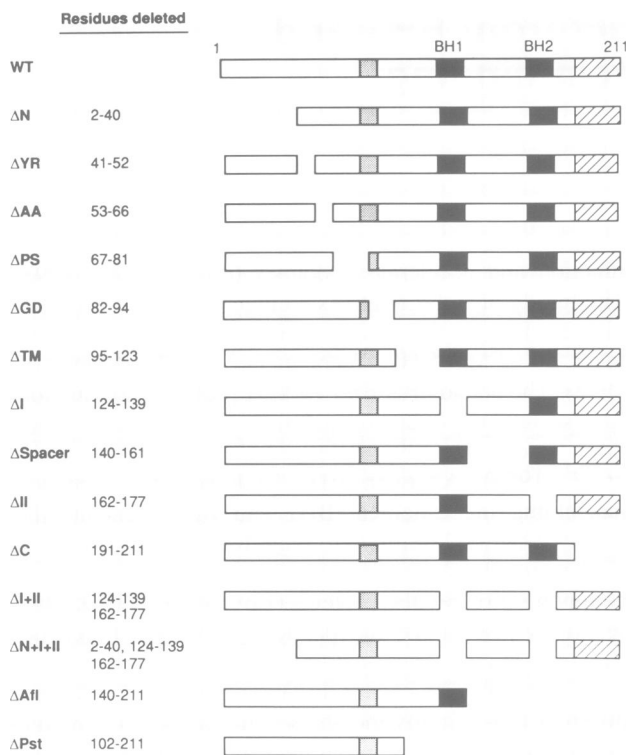 Residues deleted
1 BH1 BH2 211
WT
ΔN 2-40
ΔYR 41-52
ΔAA 53-66
ΔPS 67-81
ΔGD 82-94
ΔTM 95-123
ΔI 124-139
ΔSpacer 140-161
ΔII 162-177
ΔC 191-211
ΔI+II 124-139
162-177
ΔN+I+II 2-40, 124-139
162-177
ΔAfl 140-211
ΔPst 102-211